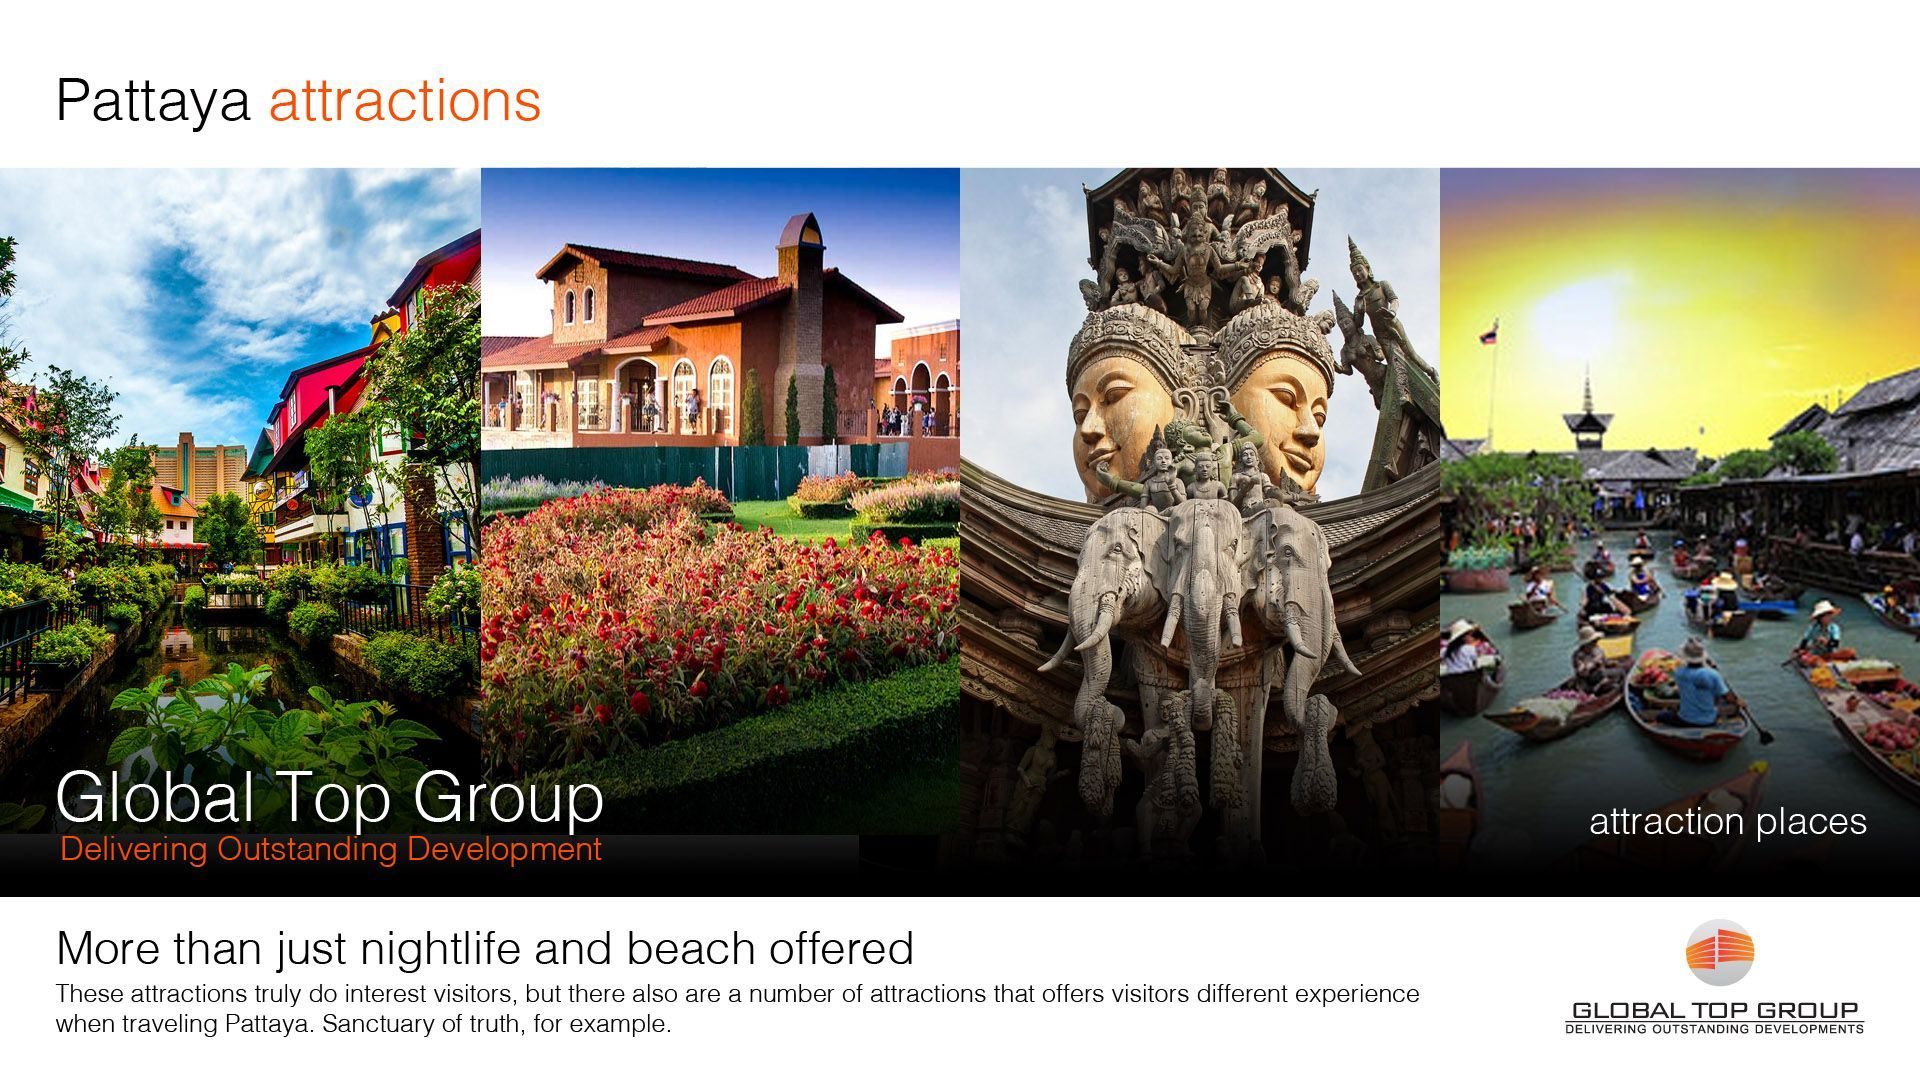 Pattaya attractions
Global Top Group
Delivering Outstanding Development
attraction places
More than just nightlife and beach offered
These attractions truly do interest visitors, but there also are a number of attractions that offers visitors different experience
when traveling Pattaya. Sanctuary of truth, for example.
GLOBAL TOP GROUP
DELIVERING OUTSTANDING DEVELOPMENTS